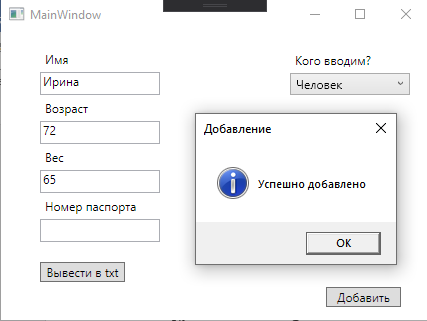 MainWindow
Имя
Ирина
Возраст
72
Вес
65
Номер паспорта
Вывести в txt
Кого вводим?
Человек
Добавление
Успешно добавлено
OK
Добавить